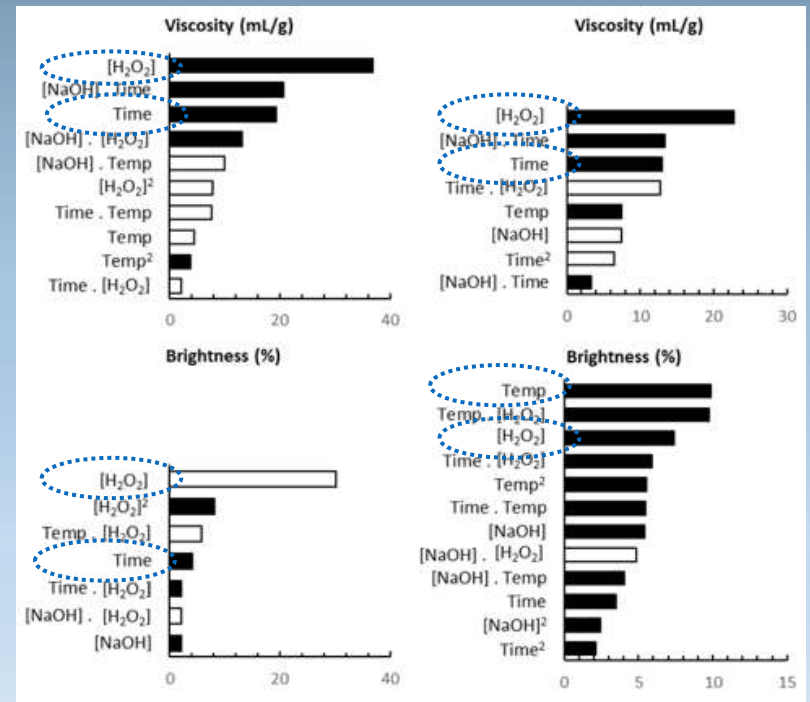 Viscosity (mL/g)
[H₂O₂]
[NaOH] . Time
Time
[NaOH] . [H₂O₂]
[NaOH] . Temp
[H₂O₂]²
Time . Temp
Temp
Temp²
Time . [H₂O₂]
0 20 40
Viscosity (mL/g)
[H₂O₂]
[NaOH] . Time
Time
Time . [H₂O₂]
Temp
[NaOH]
Time²
[NaOH] . Time
0 10 20 30
Brightness (%)
[H₂O₂]
[H₂O₂]²
Temp . [H₂O₂]
Time
Time . [H₂O₂]
[NaOH] . [H₂O₂]
[NaOH]
0 20 40
Brightness (%)
Temp
Temp . [H₂O₂]
[H₂O₂]
Time . [H₂O₂]
Temp²
Time . Temp
[NaOH]
[NaOH] . [H₂O₂]
[NaOH] . Temp
Time
[NaOH]²
Time²
0 5 10 15